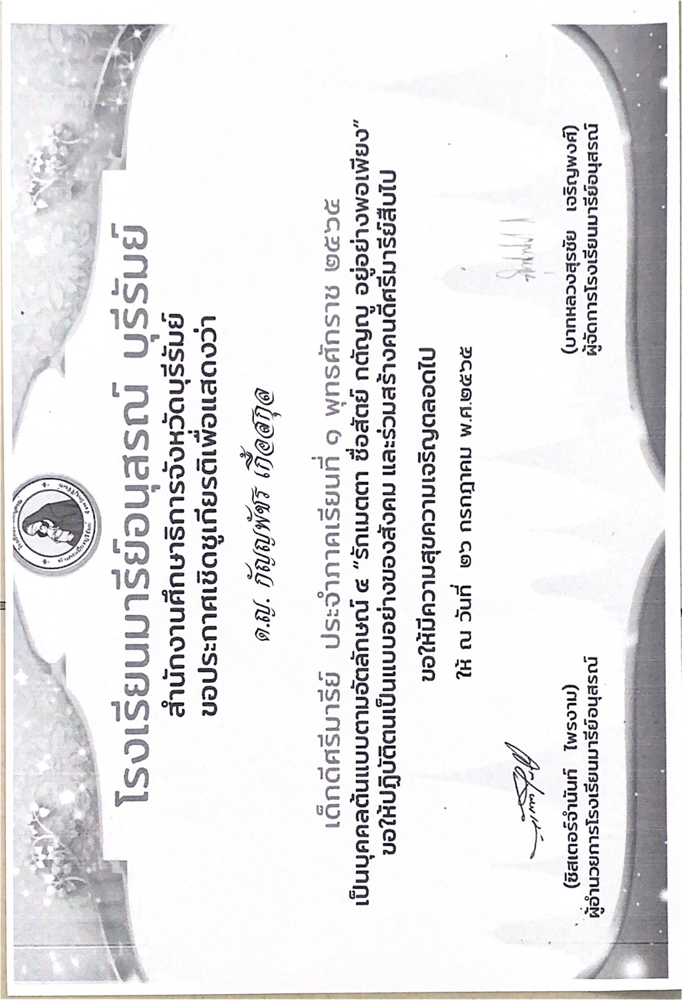 โรงเรียนมารีย์อนุสรณ์ บุรีรัมย์
สำนักงานศึกษาธิการจังหวัดบุรีรัมย์
ขอประกาศเชิดชูเกียรติเพื่อแสดงว่า
ด.ญ. กัญญพัชร เกื้อสกุล
เด็กดีศรีมารีย์ ประจำภาคเรียนที่ ๑ พุทธศักราช ๒๕๖๕
เป็นบุคคลต้นแบบตามอัตลักษณ์ ๔ "รักเมตตา ซื่อสัตย์ กตัญญู อยู่อย่างพอเพียง"
ขอให้ปฏิบัติตนเป็นแบบอย่างของสังคม และร่วมสร้างคนดีศรีมารีย์สืบไป
ขอให้มีความสุขความเจริญตลอดไป
ให้ ณ วันที่ ๒๖ กรกฎาคม พ.ศ.๒๕๖๕
(ซิสเตอร์จำนันท์ ไพรงาม)
ผู้อำนวยการโรงเรียนมารีย์อนุสรณ์
(บาทหลวงสุรชัย เจริญพงศ์)
ผู้จัดการโรงเรียนมารีย์อนุสรณ์